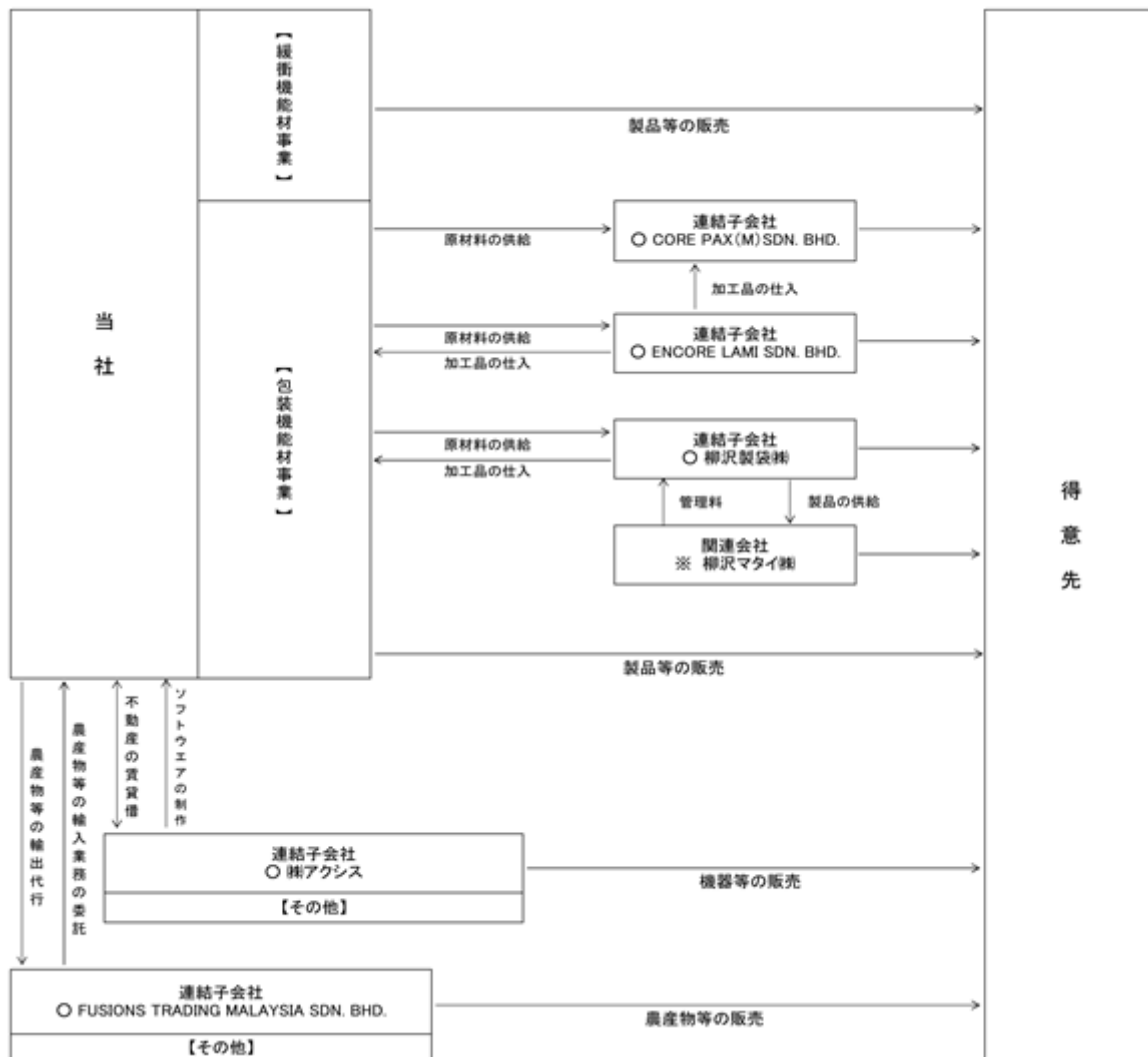 当社
【緩衝機能材事業】
製品等の販売
【包装機能材事業】
原材料の供給
連結子会社
○ CORE PAX(M)SDN. BHD.
加工品の仕入
原材料の供給
加工品の仕入
連結子会社
○ ENCORE LAMI SDN. BHD.
原材料の供給
加工品の仕入
連結子会社
○ 柳沢製袋㈱
管理料
製品の供給
関連会社
※ 柳沢マタイ㈱
製品等の販売
得意先
農産物等の輸出代行
農産物等の輸入業務の委託
不動産の賃貸借
ソフトウエアの制作
連結子会社
○ ㈱アクシス
【その他】
機器等の販売
連結子会社
○ FUSIONS TRADING MALAYSIA SDN. BHD.
【その他】
農産物等の販売